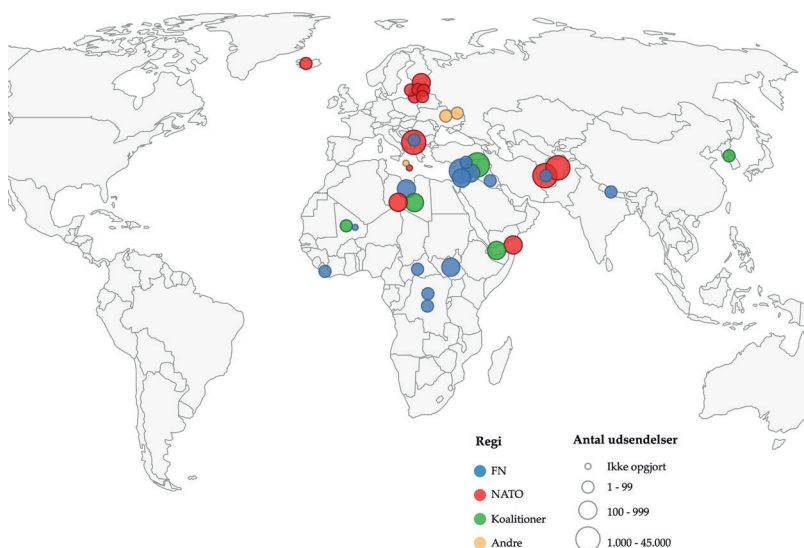 Regi
FN
NATO
Koalitioner
Andre
Antal udsendelser
Ikke opgjort
1 - 99
100 - 999
1.000 - 45.000